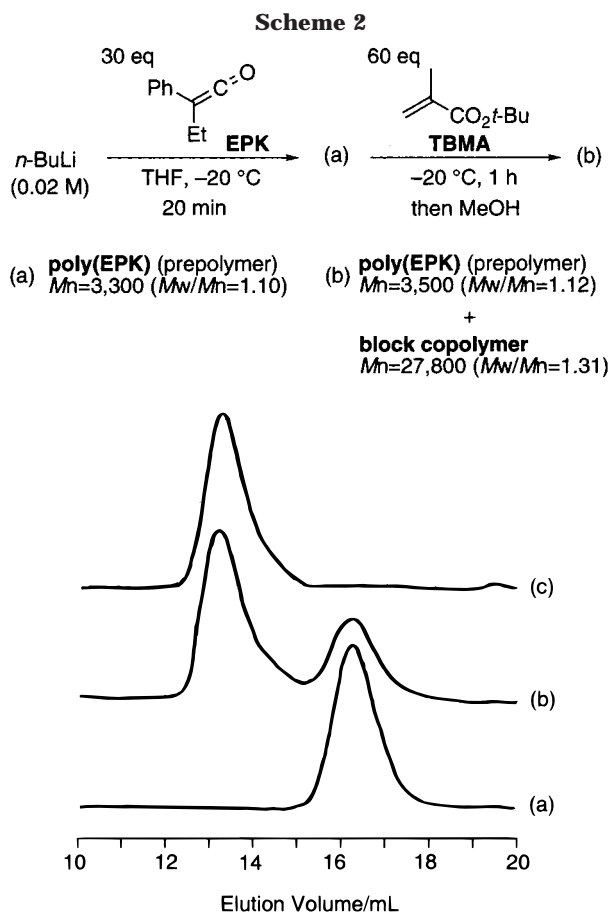 Scheme 2
30 eq
60 eq
Ph
C
O
Et
EPK
CO₂t-Bu
TBMA
n-BuLi
(0.02 M)
THF, –20 °C
20 min
(a)
–20 °C, 1 h
then MeOH
(b)
(a) poly(EPK) (prepolymer)
Mn=3,300 (Mw/Mn=1.10)
(b) poly(EPK) (prepolymer)
Mn=3,500 (Mw/Mn=1.12)
+
block copolymer
Mn=27,800 (Mw/Mn=1.31)
(c)
(b)
(a)
10 12 14 16 18 20
Elution Volume/mL